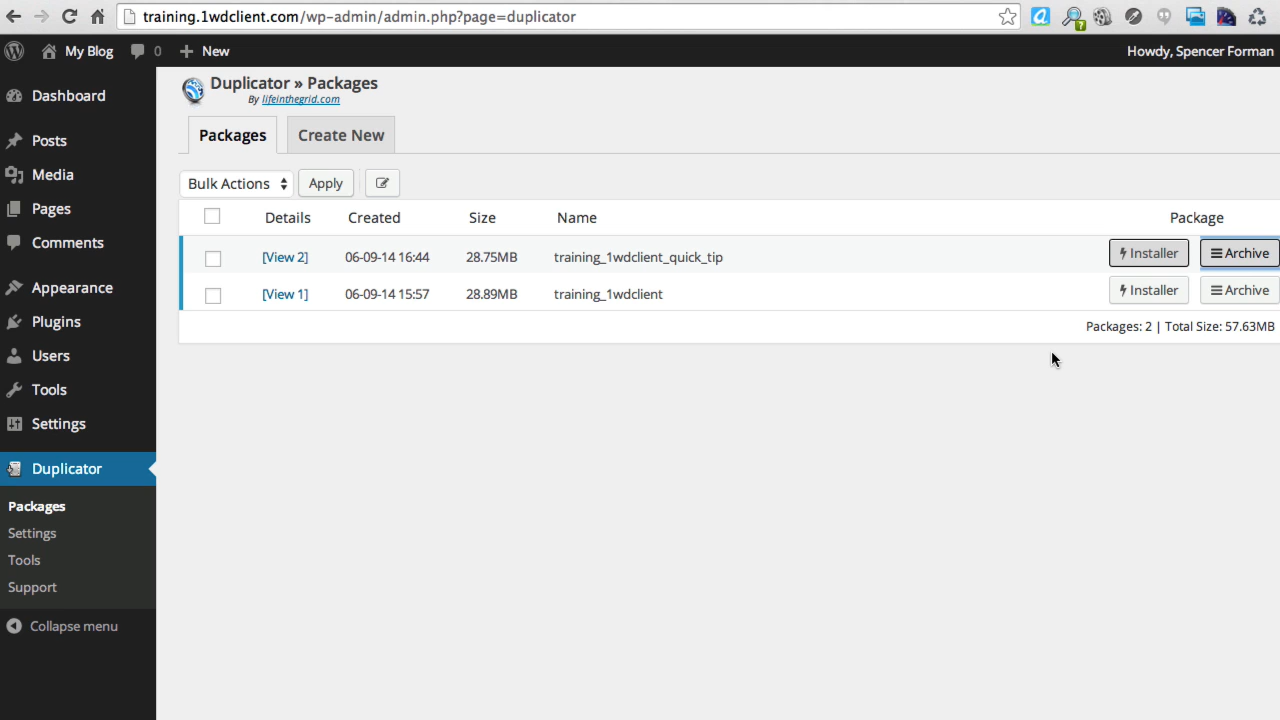 training.1wdclient.com/wp-admin/admin.php?page=duplicator
My Blog 0 New Howdy, Spencer Forman
Dashboard
Posts
Media
Pages
Comments
Appearance
Plugins
Users
Tools
Settings
Duplicator
Packages
Settings
Tools
Support
Collapse menu
Duplicator » Packages
By lifeinthegrid.com
Packages Create New
Bulk Actions Apply
Details Created Size Name Package
[View 2] 06-09-14 16:44 28.75MB training_1wdclient_quick_tip Installer Archive
[View 1] 06-09-14 15:57 28.89MB training_1wdclient Installer Archive
Packages: 2 | Total Size: 57.63MB